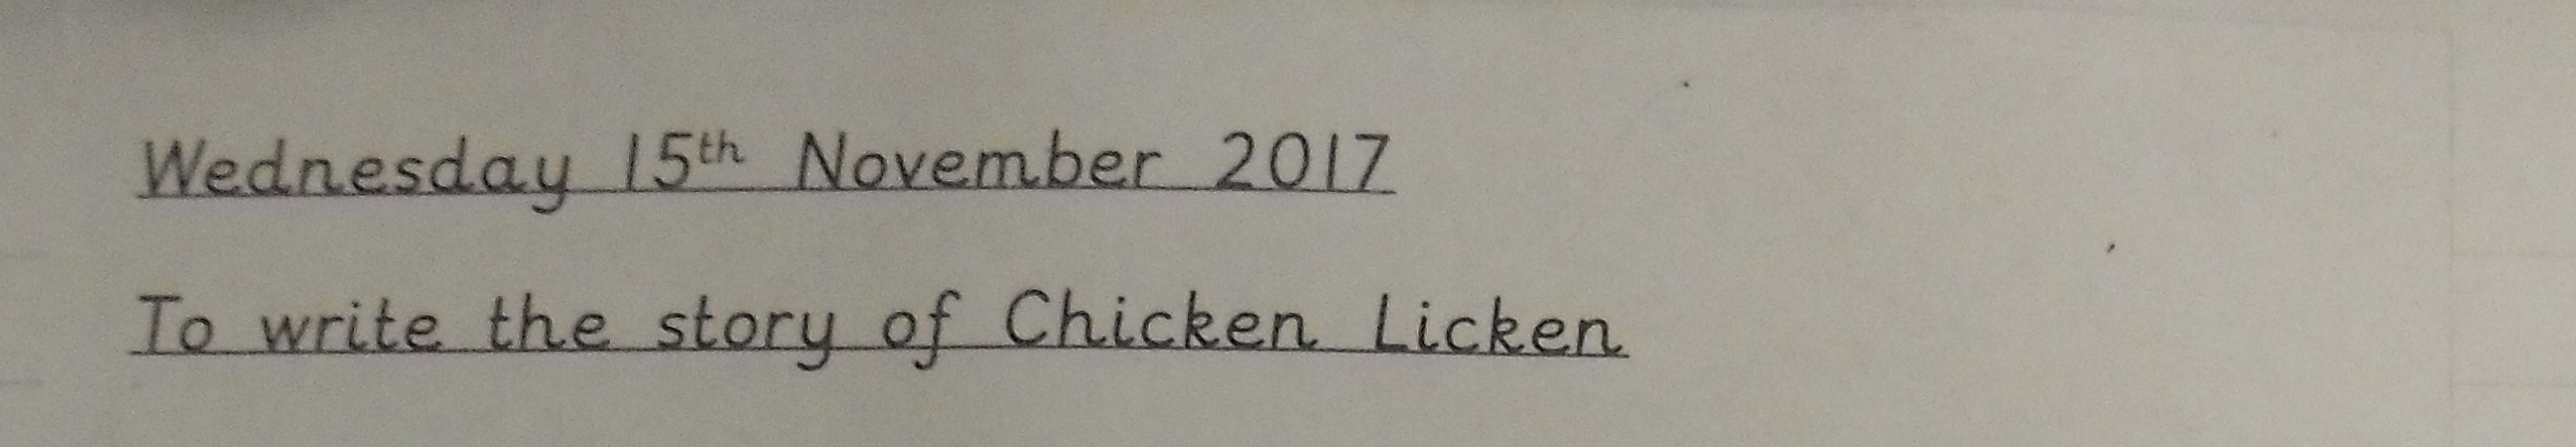 Wednesday 15th November 2017
To write the story of Chicken Licken